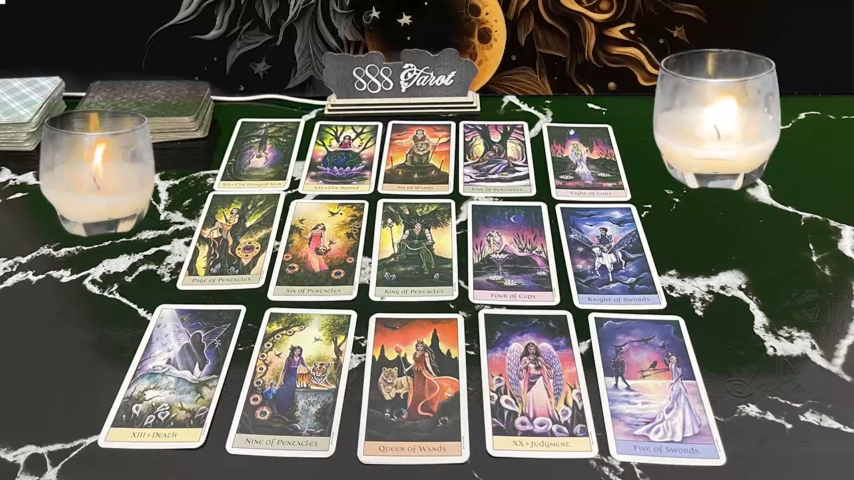 888 Tarot
XII • The Hanged Man
XXI • The World
Six of Wands
Five of Pentacles
Eight of Cups
Page of Pentacles
Six of Pentacles
King of Pentacles
Four of Cups
Knight of Swords
XIII • Death
Nine of Pentacles
Queen of Wands
XX • Judgment
Five of Swords